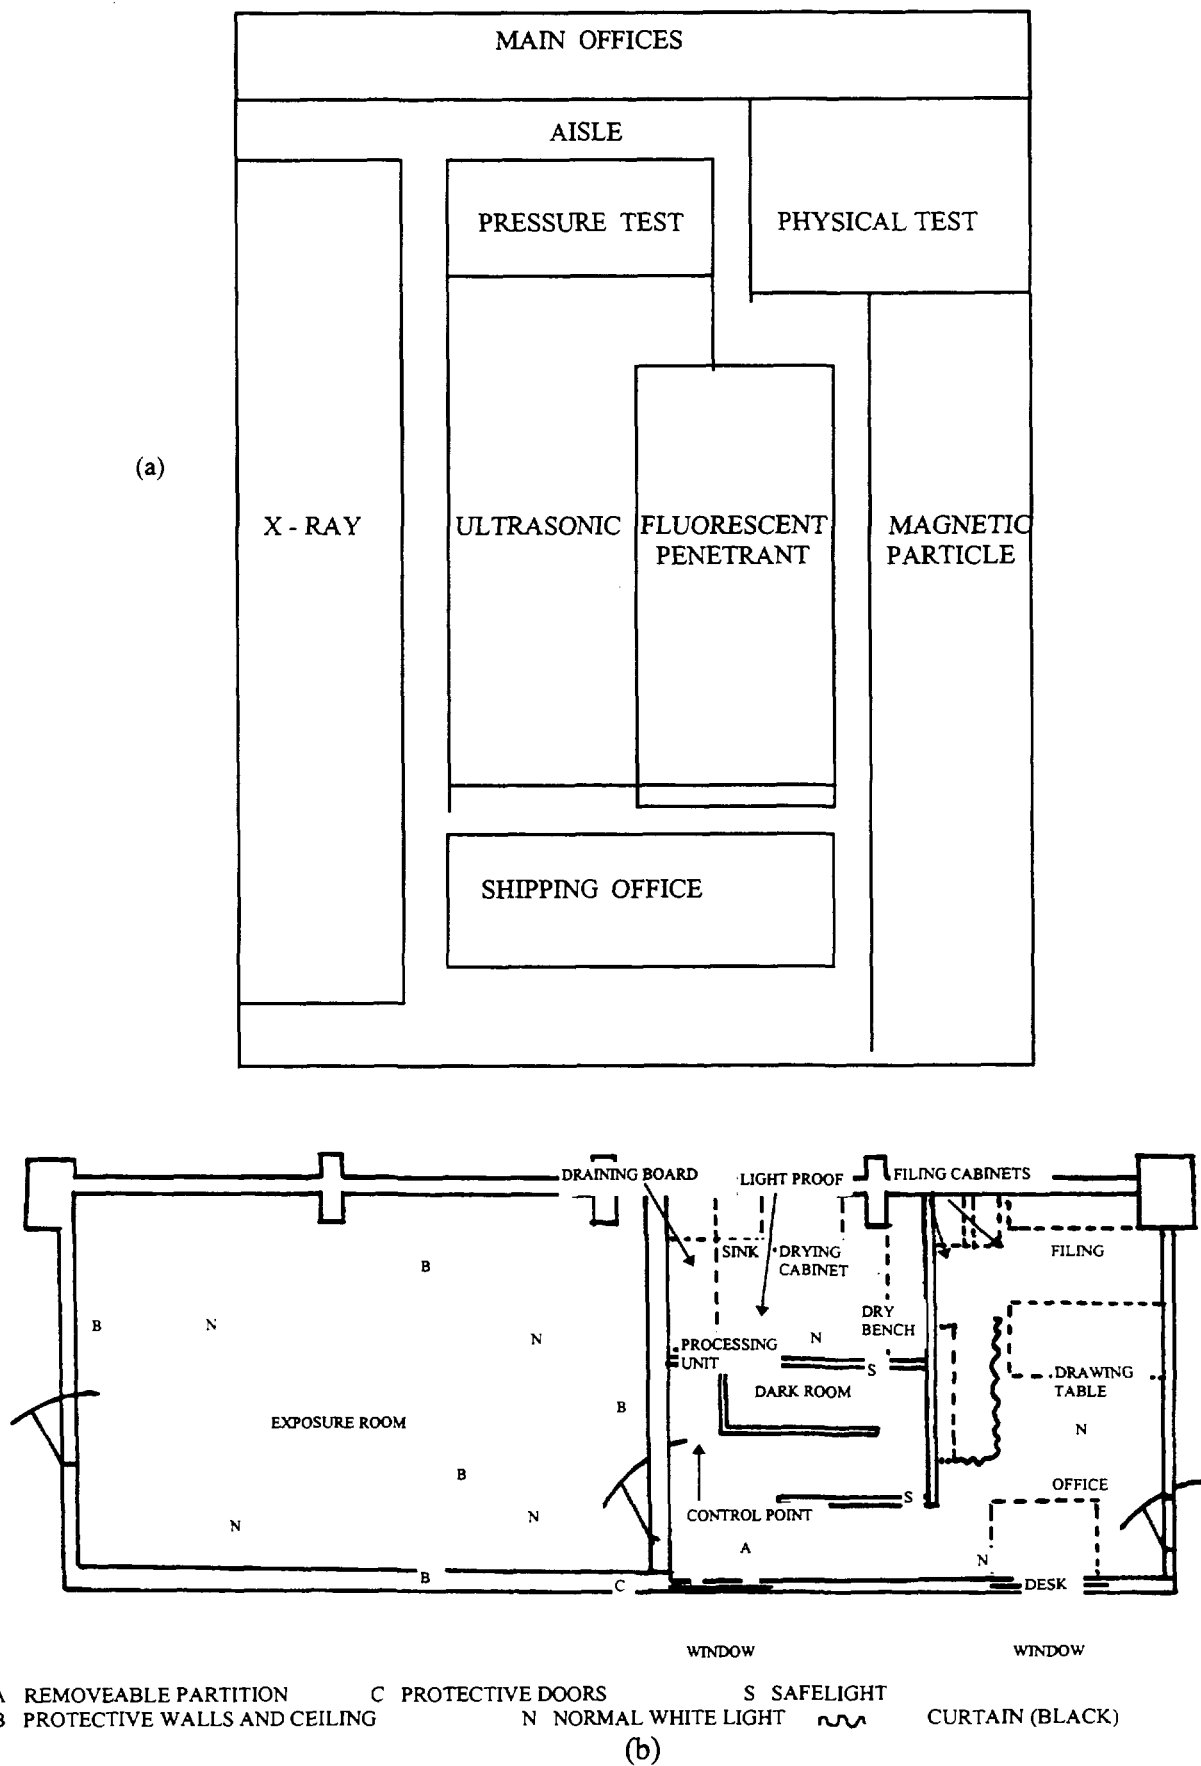 MAIN OFFICES
AISLE
PRESSURE TEST
PHYSICAL TEST
(a)
X - RAY
ULTRASONIC
FLUORESCENT
PENETRANT
MAGNETIC
PARTICLE
SHIPPING OFFICE
DRAINING BOARD
LIGHT PROOF
FILING CABINETS
SINK
DRYING
CABINET
FILING
B
B
N
N
DRY
BENCH
N
PROCESSING
UNIT
S
DARK ROOM
DRAWING
TABLE
B
EXPOSURE ROOM
N
B
OFFICE
S
N
CONTROL POINT
N
A
N
B
C
DESK
WINDOW
WINDOW
A REMOVEABLE PARTITION C PROTECTIVE DOORS S SAFELIGHT
B PROTECTIVE WALLS AND CEILING N NORMAL WHITE LIGHT CURTAIN (BLACK)
(b)